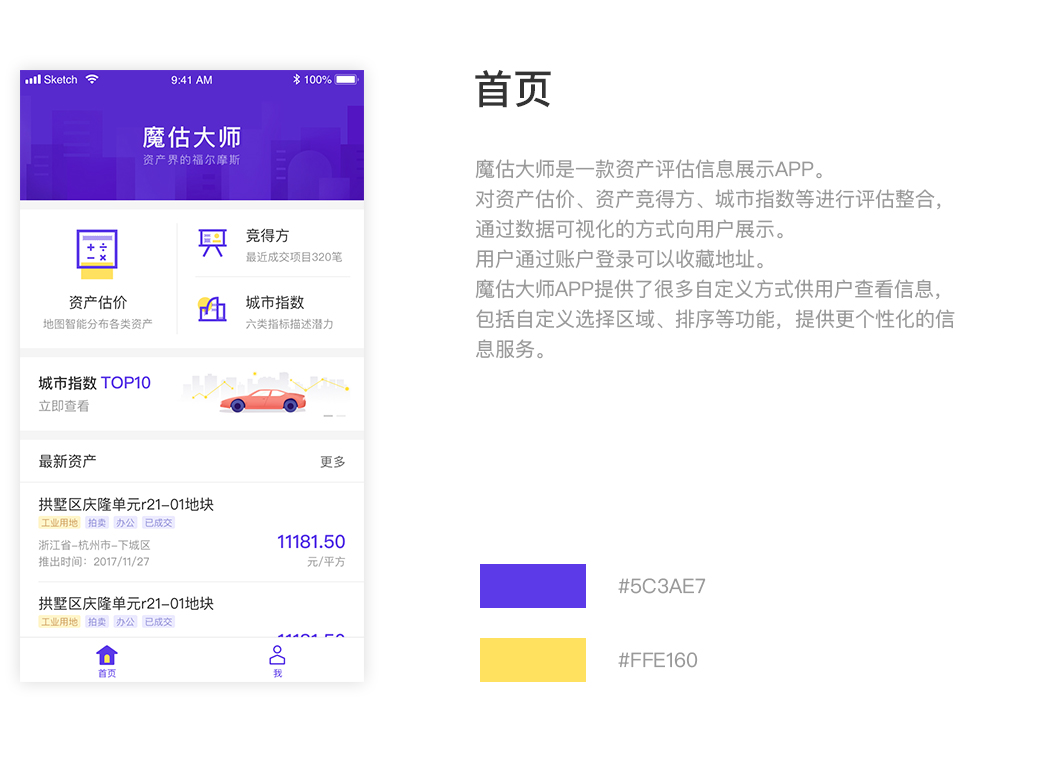 Sketch 9:41 AM 100%
魔估大师
资产界的福尔摩斯
资产估价
地图智能分布各类资产
竞得方
最近成交项目320笔
城市指数
六类指标描述潜力
城市指数 TOP10
立即查看
最新资产 更多
拱墅区庆隆单元r21-01地块
工业用地 拍卖 办公 已成交
浙江省-杭州市-下城区
推出时间：2017/11/27
11181.50
元/平方
拱墅区庆隆单元r21-01地块
工业用地 拍卖 办公 已成交
11181.50
首页 我
首页
魔估大师是一款资产评估信息展示APP。
对资产估价、资产竞得方、城市指数等进行评估整合，
通过数据可视化的方式向用户展示。
用户通过账户登录可以收藏地址。
魔估大师APP提供了很多自定义方式供用户查看信息，
包括自定义选择区域、排序等功能，提供更个性化的信
息服务。
#5C3AE7
#FFE160